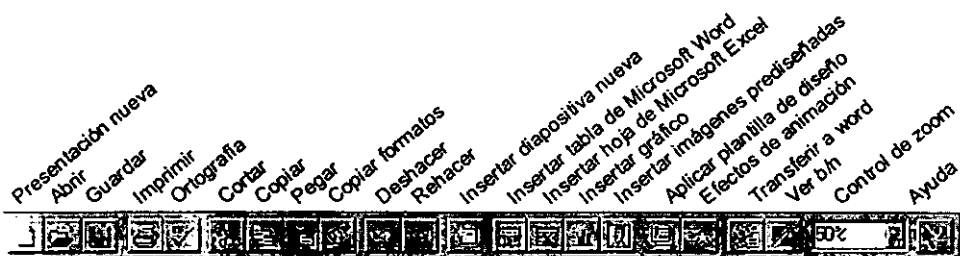 Presentación nueva
Abrir
Guardar
Imprimir
Ortografía
Cortar
Copiar
Pegar
Copiar formatos
Deshacer
Rehacer
Insertar diapositiva nueva
Insertar tabla de Microsoft Word
Insertar hoja de Microsoft Excel
Insertar gráfico
Insertar imágenes prediseñadas
Aplicar plantilla de diseño
Efectos de animación
Transferir a word
Ver b/n
Control de zoom
Ayuda
50%